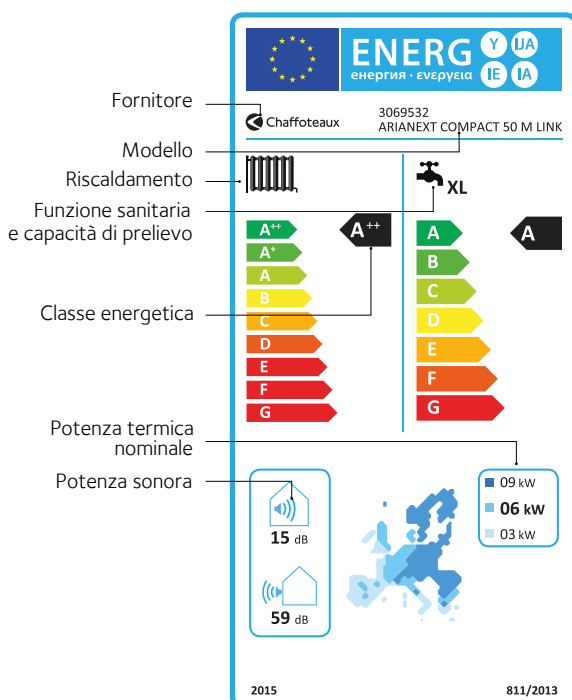 ENERG
Y
IJA
IE
IA
енергия · ενεργεια
Fornitore
Chaffoteaux
3069532
ARIANEXT COMPACT 50 M LINK
Modello
Riscaldamento
XL
Funzione sanitaria
e capacità di prelievo
A++
A+
A
B
C
D
E
F
G
A++
A
B
C
D
E
F
G
A
Classe energetica
Potenza termica
nominale
Potenza sonora
15 dB
59 dB
09 kW
06 kW
03 kW
2015
811/2013